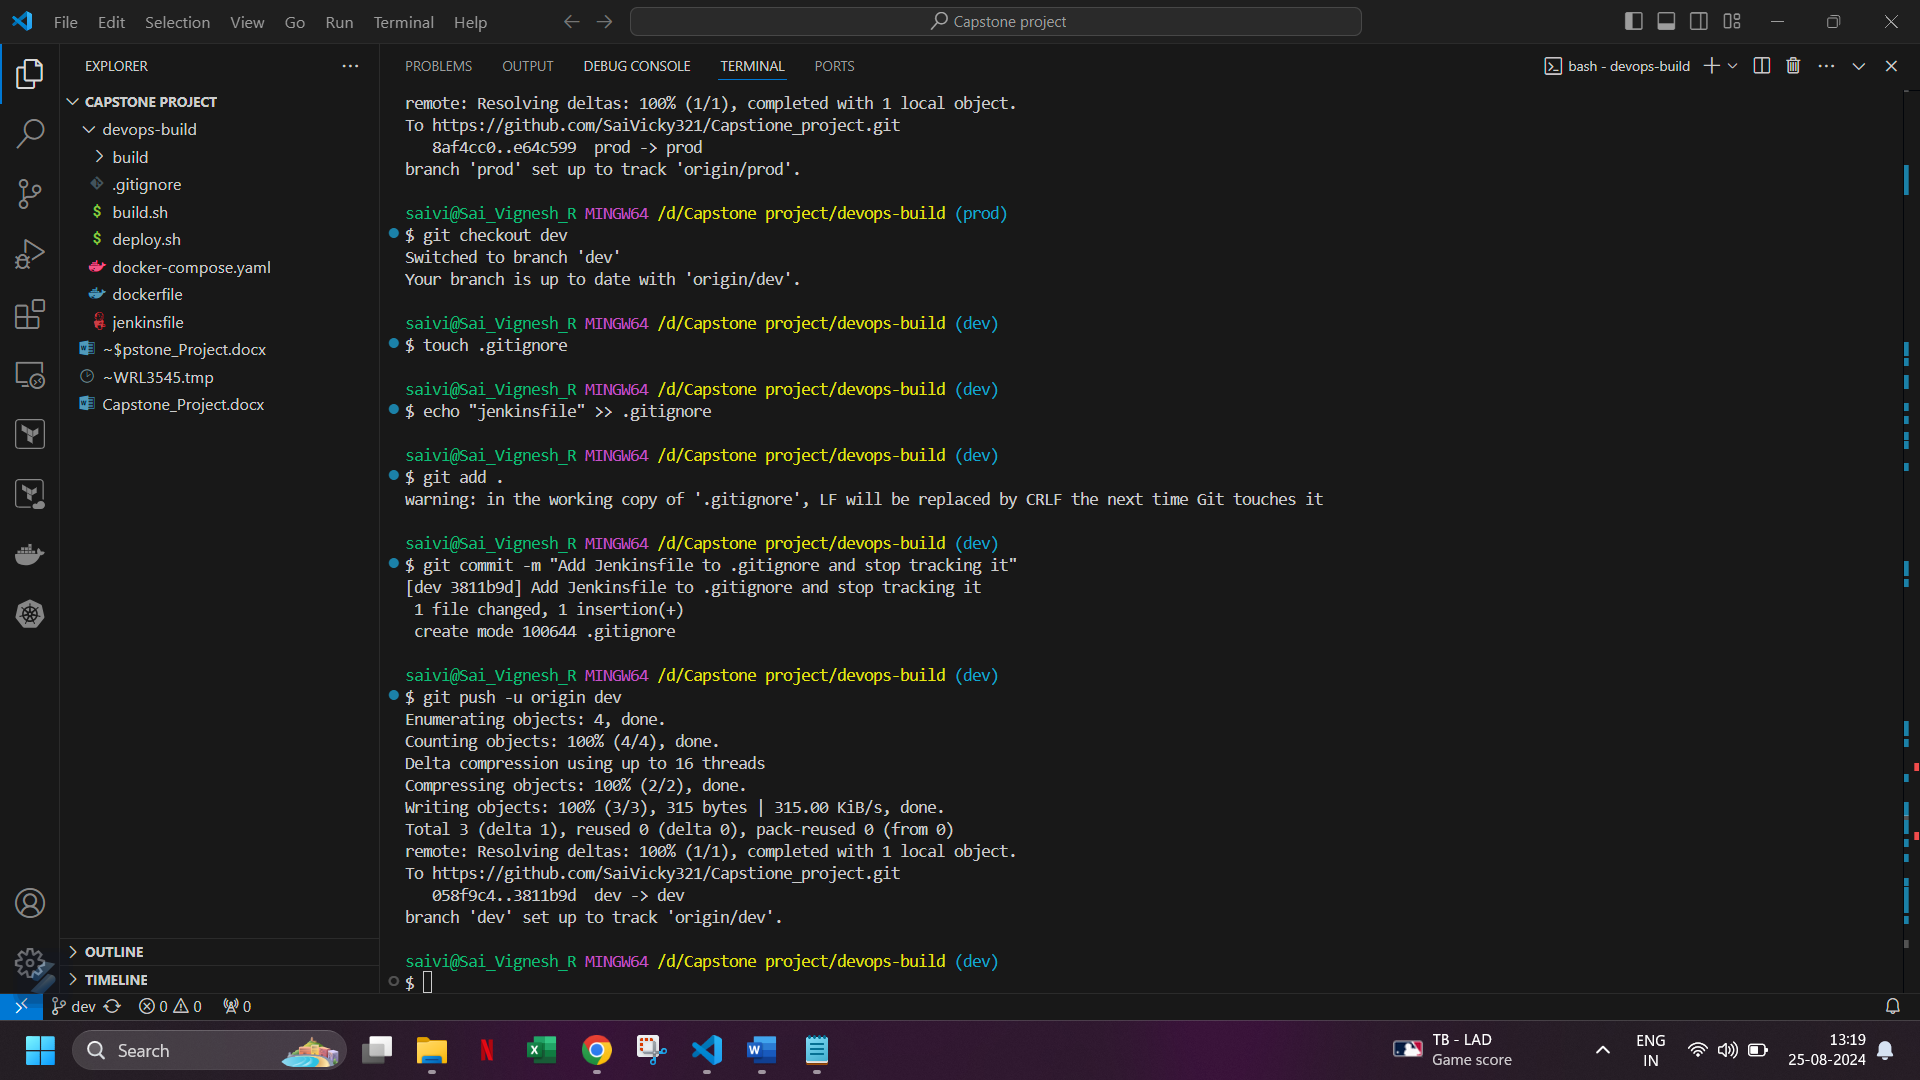 File Edit Selection View Go Run Terminal Help
Capstone project
EXPLORER
CAPSTONE PROJECT
devops-build
build
.gitignore
build.sh
deploy.sh
docker-compose.yaml
dockerfile
jenkinsfile
~$pstone_Project.docx
~WRL3545.tmp
Capstone_Project.docx
OUTLINE
TIMELINE
PROBLEMS OUTPUT DEBUG CONSOLE TERMINAL PORTS
bash - devops-build
remote: Resolving deltas: 100% (1/1), completed with 1 local object.
To https://github.com/SaiVicky321/Capstione_project.git
8af4cc0..e64c599  prod -> prod
branch 'prod' set up to track 'origin/prod'.
saivi@Sai_Vignesh_R MINGW64 /d/Capstone project/devops-build (prod)
$ git checkout dev
Switched to branch 'dev'
Your branch is up to date with 'origin/dev'.
saivi@Sai_Vignesh_R MINGW64 /d/Capstone project/devops-build (dev)
$ touch .gitignore
saivi@Sai_Vignesh_R MINGW64 /d/Capstone project/devops-build (dev)
$ echo "jenkinsfile" >> .gitignore
saivi@Sai_Vignesh_R MINGW64 /d/Capstone project/devops-build (dev)
$ git add .
warning: in the working copy of '.gitignore', LF will be replaced by CRLF the next time Git touches it
saivi@Sai_Vignesh_R MINGW64 /d/Capstone project/devops-build (dev)
$ git commit -m "Add Jenkinsfile to .gitignore and stop tracking it"
[dev 3811b9d] Add Jenkinsfile to .gitignore and stop tracking it
1 file changed, 1 insertion(+)
create mode 100644 .gitignore
saivi@Sai_Vignesh_R MINGW64 /d/Capstone project/devops-build (dev)
$ git push -u origin dev
Enumerating objects: 4, done.
Counting objects: 100% (4/4), done.
Delta compression using up to 16 threads
Compressing objects: 100% (2/2), done.
Writing objects: 100% (3/3), 315 bytes | 315.00 KiB/s, done.
Total 3 (delta 1), reused 0 (delta 0), pack-reused 0 (from 0)
remote: Resolving deltas: 100% (1/1), completed with 1 local object.
To https://github.com/SaiVicky321/Capstione_project.git
058f9c4..3811b9d  dev -> dev
branch 'dev' set up to track 'origin/dev'.
saivi@Sai_Vignesh_R MINGW64 /d/Capstone project/devops-build (dev)
$
dev 0 0 0
Search
TB - LAD
Game score
ENG
IN
13:19
25-08-2024